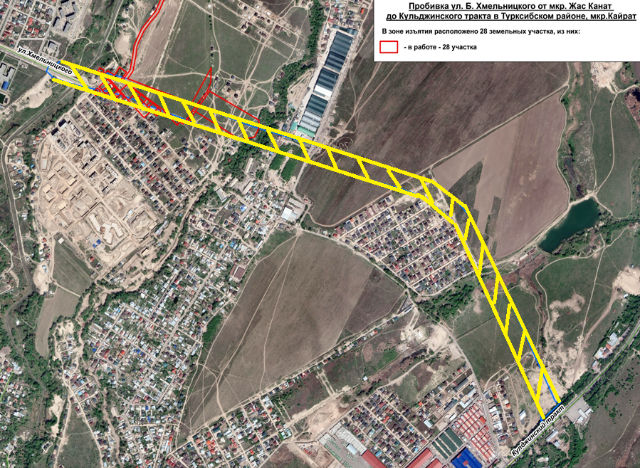 Пробивка ул. Б. Хмельницкого от мкр. Жас Канат
до Кульджинского тракта в Турксибском районе, мкр.Кайрат
В зоне изъятия расположено 28 земельных участка, из них:
- в работе - 28 участка
ул.Хмельницкого
Кульджинский тракт